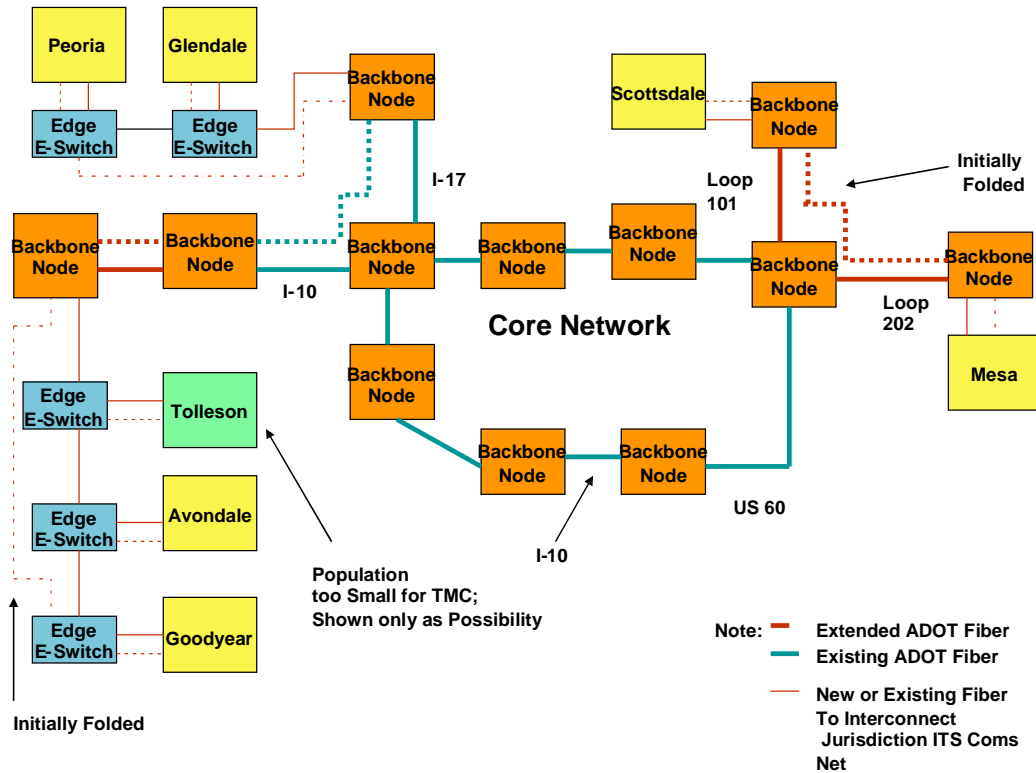 Peoria
Glendale
Edge
E-Switch
Edge
E-Switch
Backbone
Node
Scottsdale
Backbone
Node
Initially
Folded
I-17
Loop
101
Backbone
Node
Backbone
Node
Backbone
Node
Backbone
Node
Backbone
Node
Backbone
Node
Backbone
Node
I-10
Loop
202
Core Network
Mesa
Backbone
Node
Edge
E-Switch
Tolleson
Backbone
Node
Backbone
Node
US 60
I-10
Edge
E-Switch
Avondale
Population
too Small for TMC;
Shown only as Possibility
Edge
E-Switch
Goodyear
Initially Folded
Note:
Extended ADOT Fiber
Existing ADOT Fiber
New or Existing Fiber
To Interconnect
Jurisdiction ITS Coms
Net